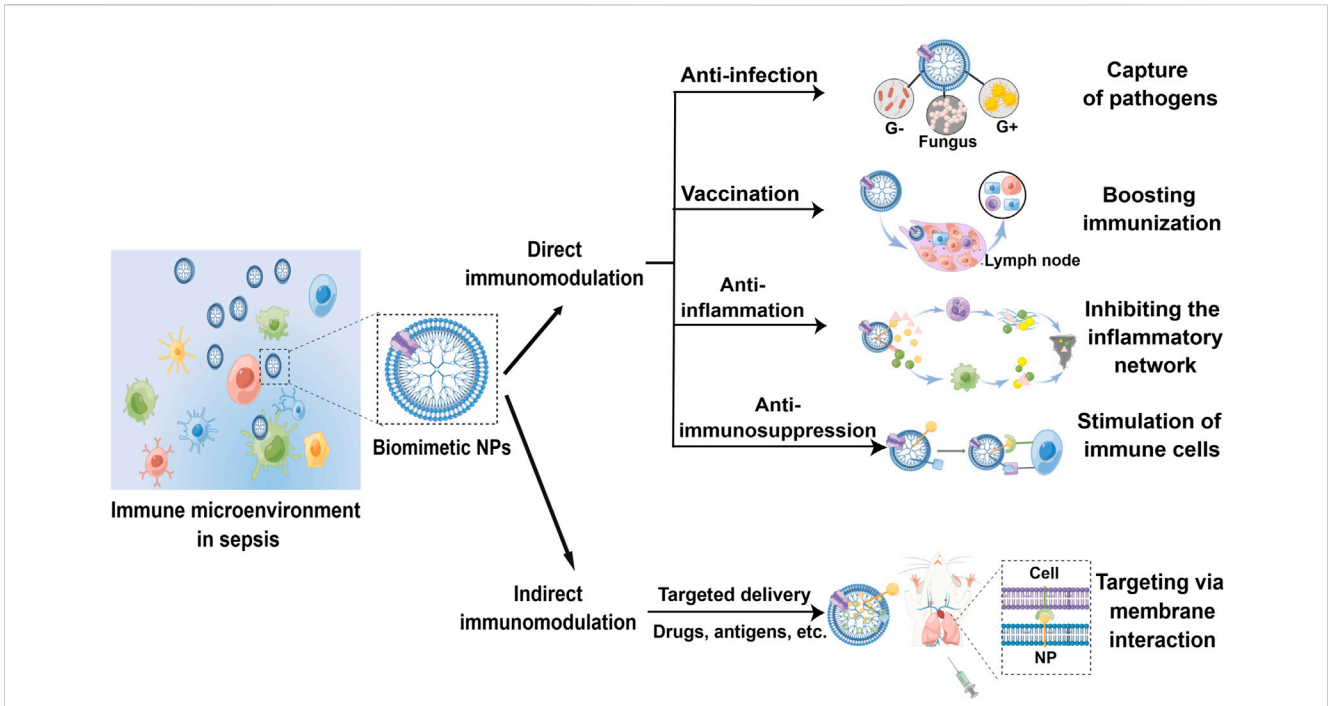 Immune microenvironment
in sepsis
Biomimetic NPs
Direct
immunomodulation
Anti-infection
G-
Fungus
G+
Capture
of pathogens
Vaccination
Lymph node
Boosting
immunization
Anti-
inflammation
Inhibiting the
inflammatory
network
Anti-
immunosuppression
Stimulation of
immune cells
Indirect
immunomodulation
Targeted delivery
Drugs, antigens, etc.
Cell
NP
Targeting via
membrane
interaction